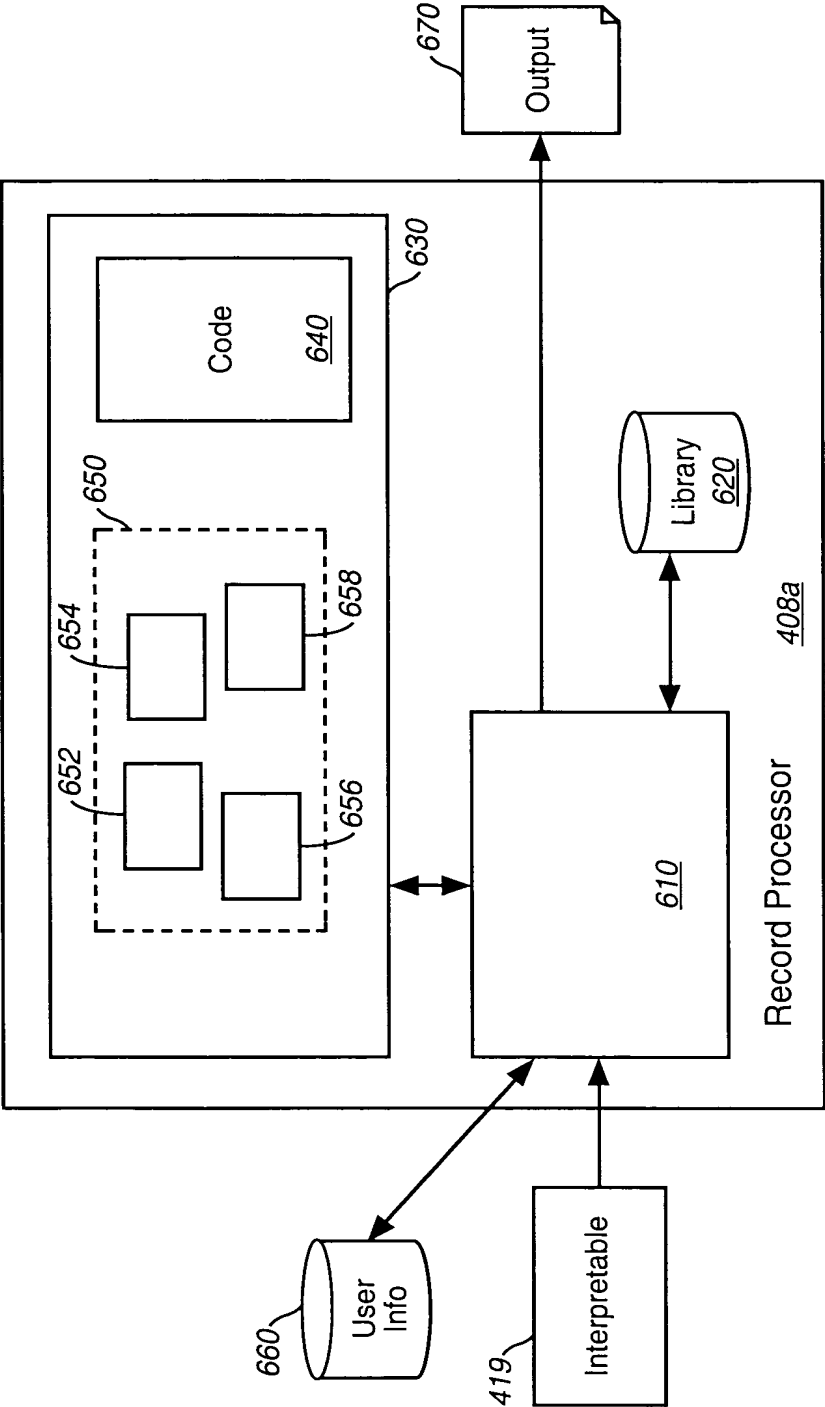 650
652
654
656
658
Code
640
630
660
User
Info
419
Interpretable
610
Library
620
Record Processor
408a
670
Output